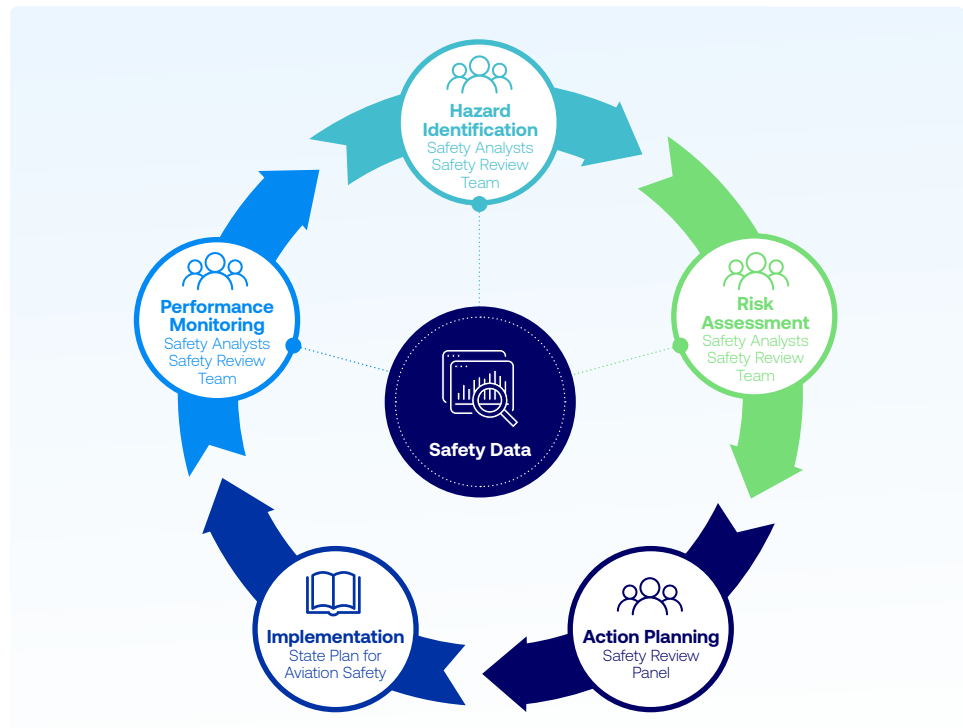 Hazard
Identification
Safety Analysts
Safety Review
Team
Risk
Assessment
Safety Analysts
Safety Review
Team
Action Planning
Safety Review
Panel
Implementation
State Plan for
Aviation Safety
Performance
Monitoring
Safety Analysts
Safety Review
Team
Safety Data